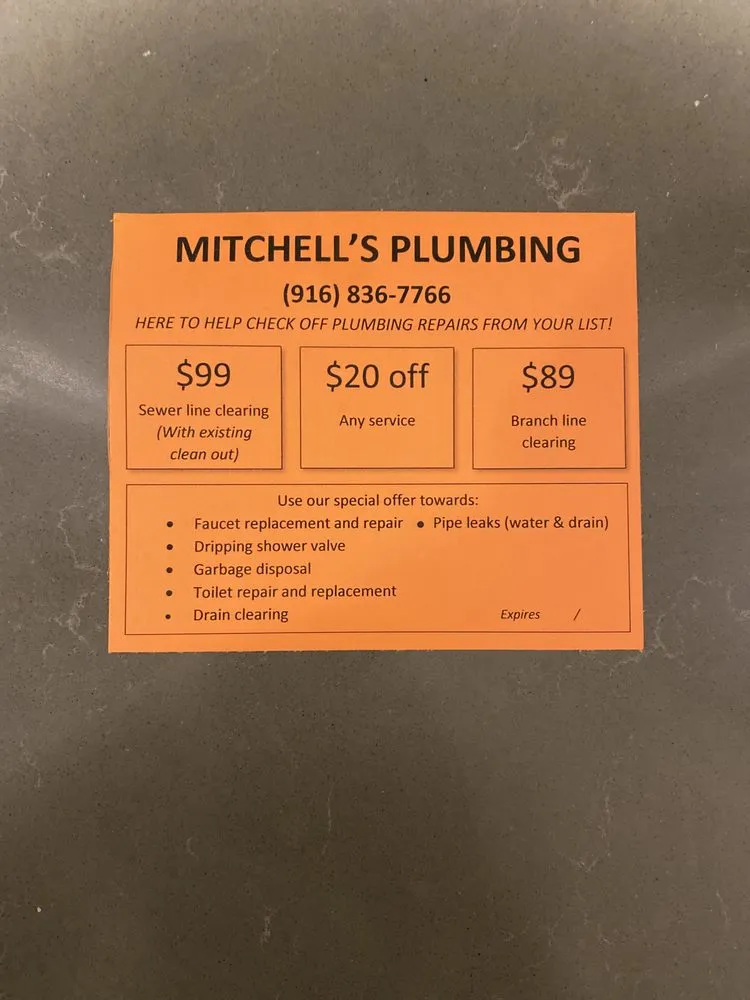 MITCHELL'S PLUMBING
(916) 836-7766
HERE TO HELP CHECK OFF PLUMBING REPAIRS FROM YOUR LIST!
$99
Sewer line clearing
(With existing
clean out)
$20 off
Any service
$89
Branch line
clearing
Use our special offer towards:
• Faucet replacement and repair • Pipe leaks (water & drain)
• Dripping shower valve
• Garbage disposal
• Toilet repair and replacement
• Drain clearing
Expires /